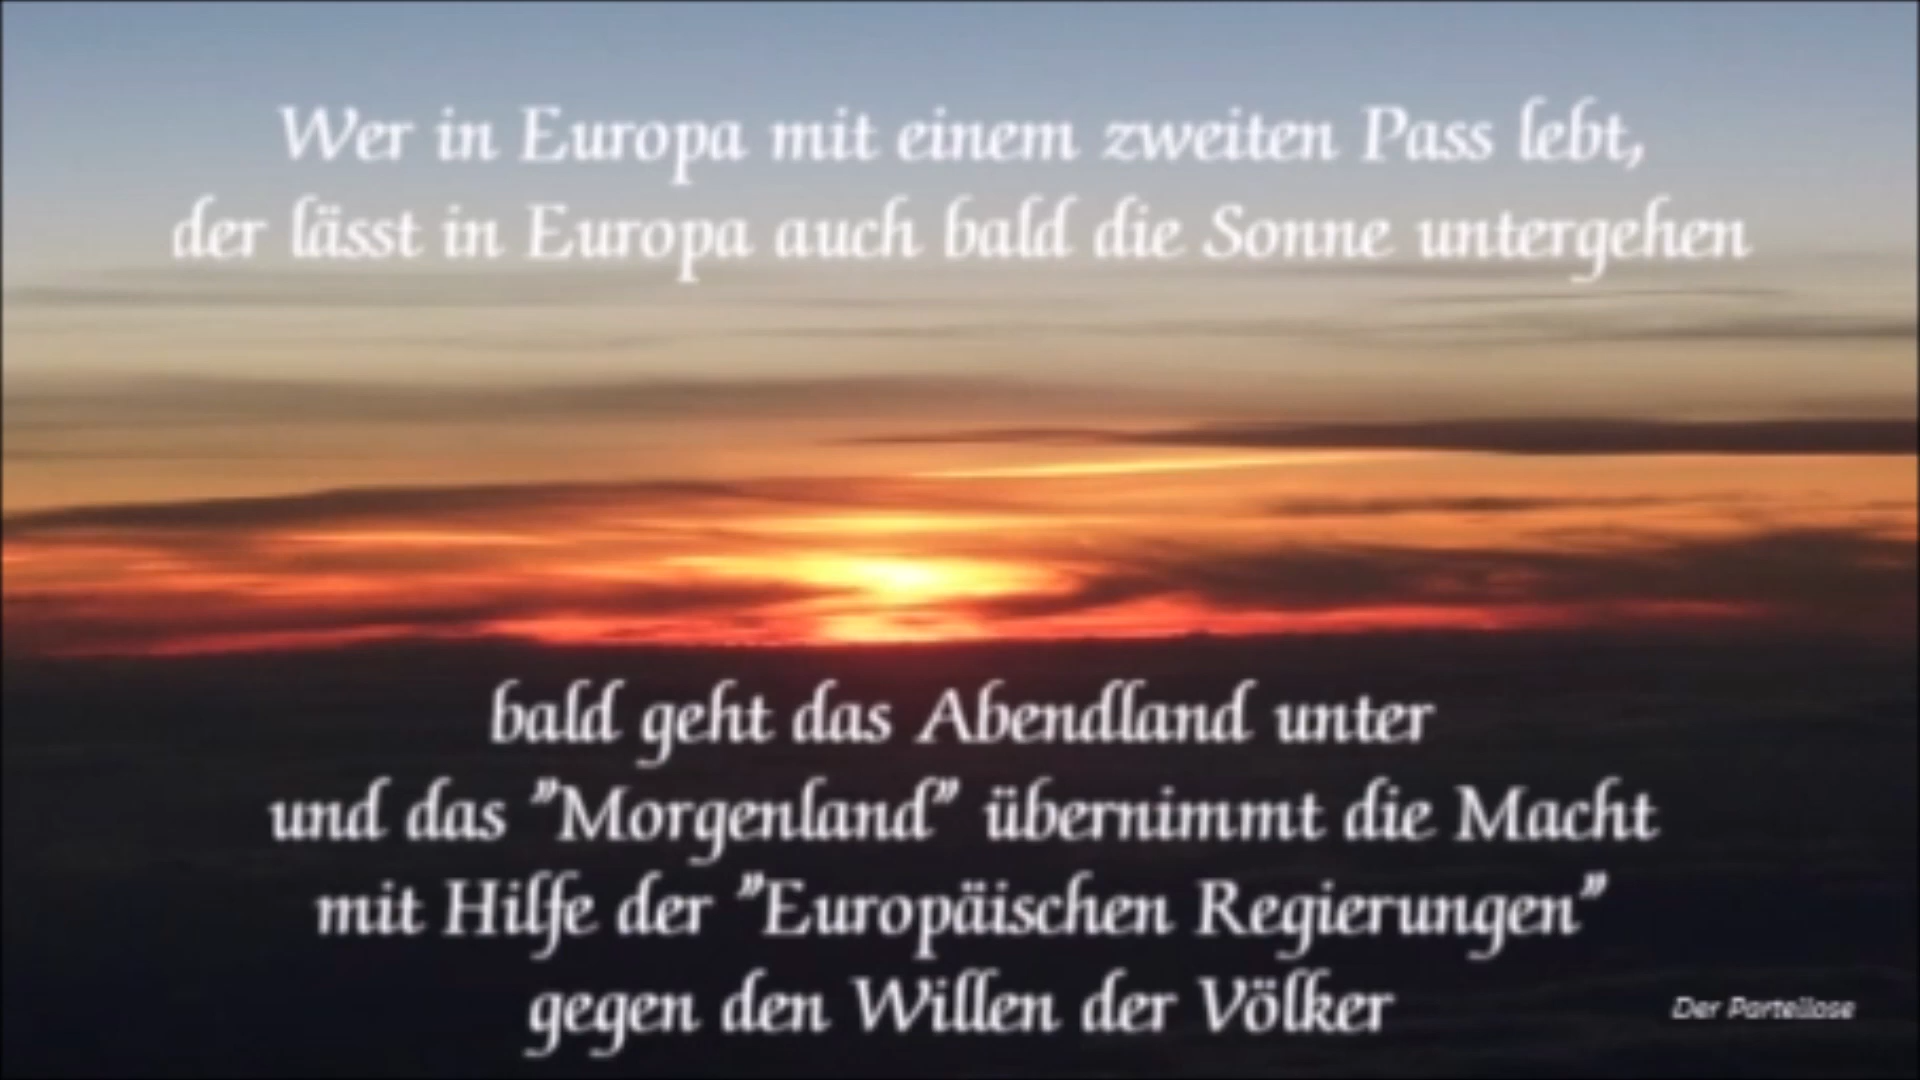 Wer in Europa mit einem zweiten Pass lebt,
der lässt in Europa auch bald die Sonne untergehen
bald geht das Abendland unter
und das "Morgenland" übernimmt die Macht
mit Hilfe der "Europäischen Regierungen"
gegen den Willen der Völker
Der Parteilose